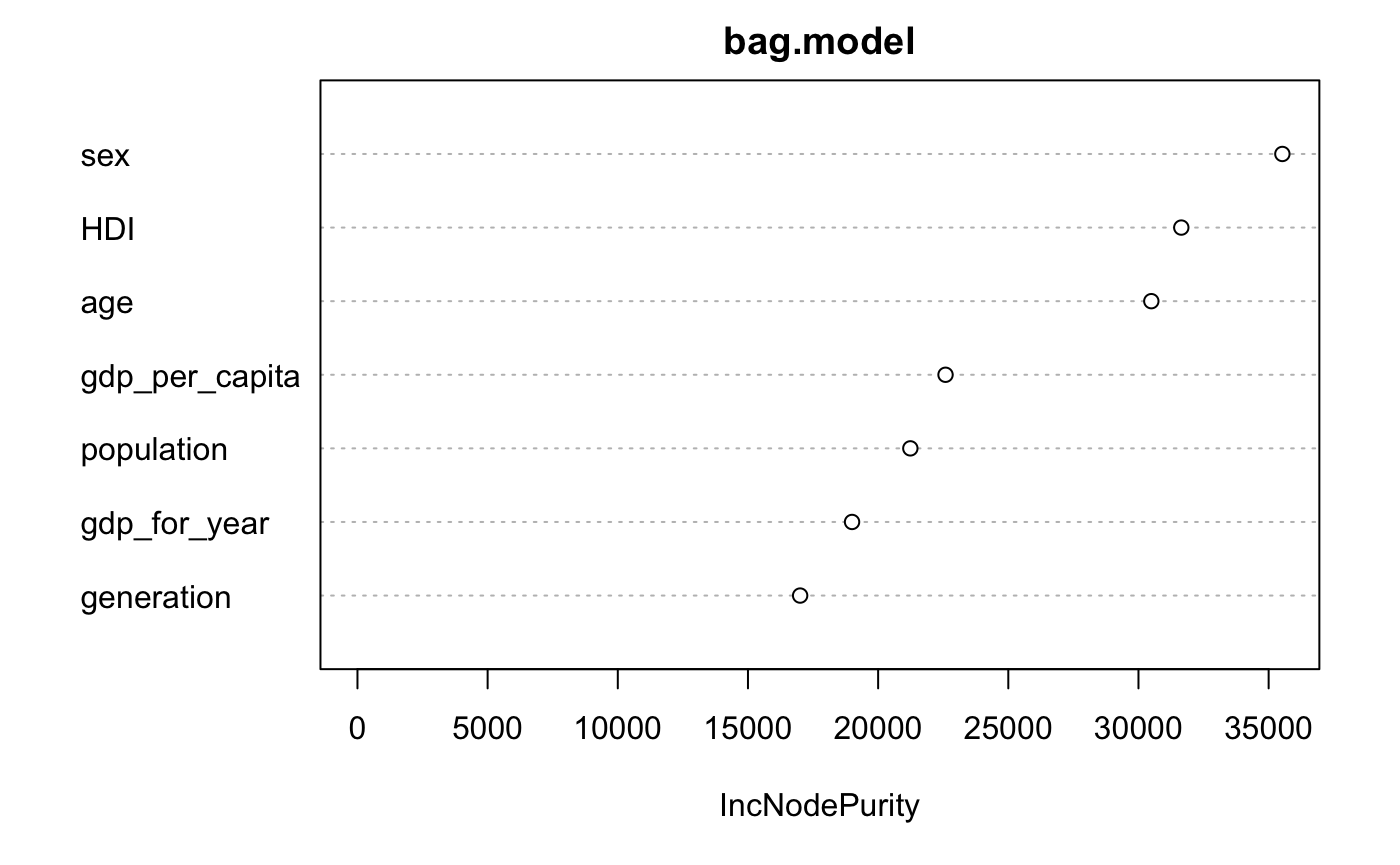 bag.model
sex
HDI
age
gdp_per_capita
population
gdp_for_year
generation
0 5000 10000 15000 20000 25000 30000 35000
IncNodePurity